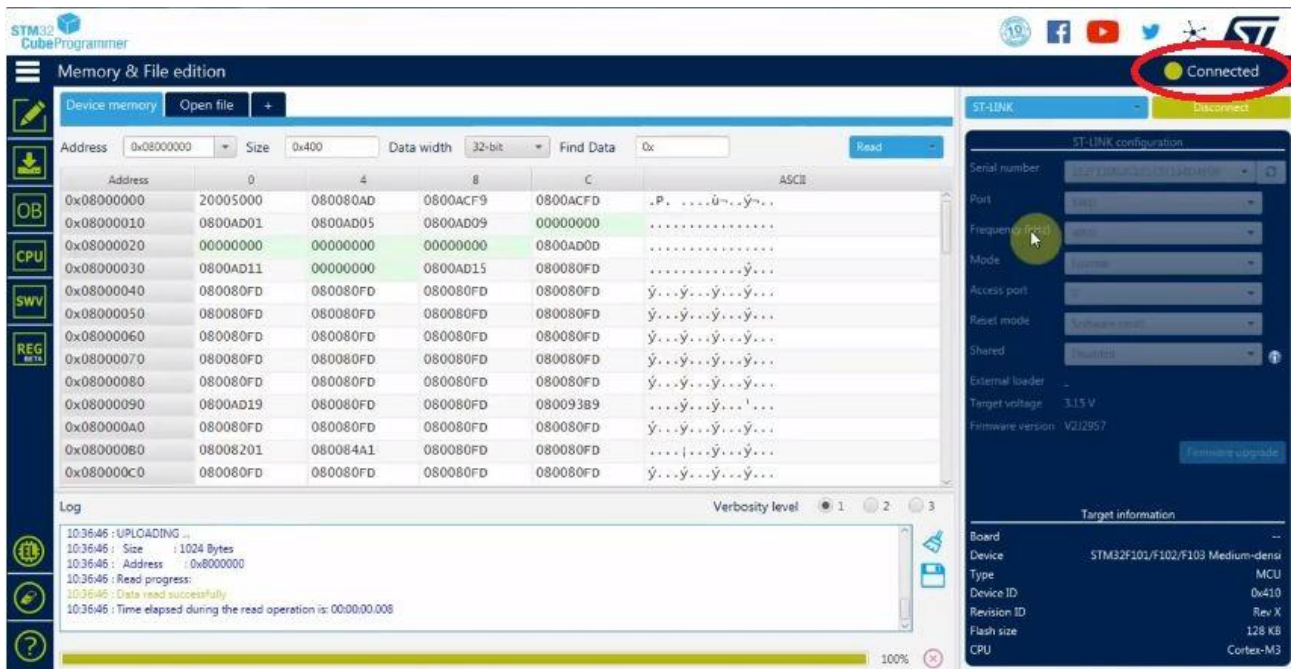 STM32
CubeProgrammer
19
ST
Memory & File edition
Connected
Device memory Open file +
ST-LINK Disconnect
Address 0x08000000 Size 0x400 Data width 32-bit Find Data 0x Read
ST-LINK configuration
Serial number
Port
Frequency (kHz)
Mode
Access port
Reset mode
Shared
External loader _
Target voltage 3.15 V
Firmware version V2J29S7
Firmware upgrade
OB
CPU
SWV
REG
BETA
EL
?
Address 0 4 8 C ASCII
0x08000000 20005000 080080AD 0800ACF9 0800ACFD .P. ....ù¬..ý¬..
0x08000010 0800AD01 0800AD05 0800AD09 00000000 ................
0x08000020 00000000 00000000 00000000 0800AD0D ................
0x08000030 0800AD11 00000000 0800AD15 080080FD ............ý...
0x08000040 080080FD 080080FD 080080FD 080080FD ý...ý...ý...ý...
0x08000050 080080FD 080080FD 080080FD 080080FD ý...ý...ý...ý...
0x08000060 080080FD 080080FD 080080FD 080080FD ý...ý...ý...ý...
0x08000070 080080FD 080080FD 080080FD 080080FD ý...ý...ý...ý...
0x08000080 080080FD 080080FD 080080FD 080080FD ý...ý...ý...ý...
0x08000090 0800AD19 080080FD 080080FD 080093B9 ....ý...ý...'...
0x080000A0 080080FD 080080FD 080080FD 080080FD ý...ý...ý...ý...
0x080000B0 08008201 080084A1 080080FD 080080FD ....¡...ý...ý...
0x080000C0 080080FD 080080FD 080080FD 080080FD ý...ý...ý...ý...
Log Verbosity level 1 2 3
10:36:46 : UPLOADING ...
10:36:46 : Size : 1024 Bytes
10:36:46 : Address : 0x8000000
10:36:46 : Read progress:
10:36:46 : Data read successfully
10:36:46 : Time elapsed during the read operation is: 00:00:00.008
100%
Target information
Board --
Device STM32F101/F102/F103 Medium-densi
Type MCU
Device ID 0x410
Revision ID Rev X
Flash size 128 KB
CPU Cortex-M3